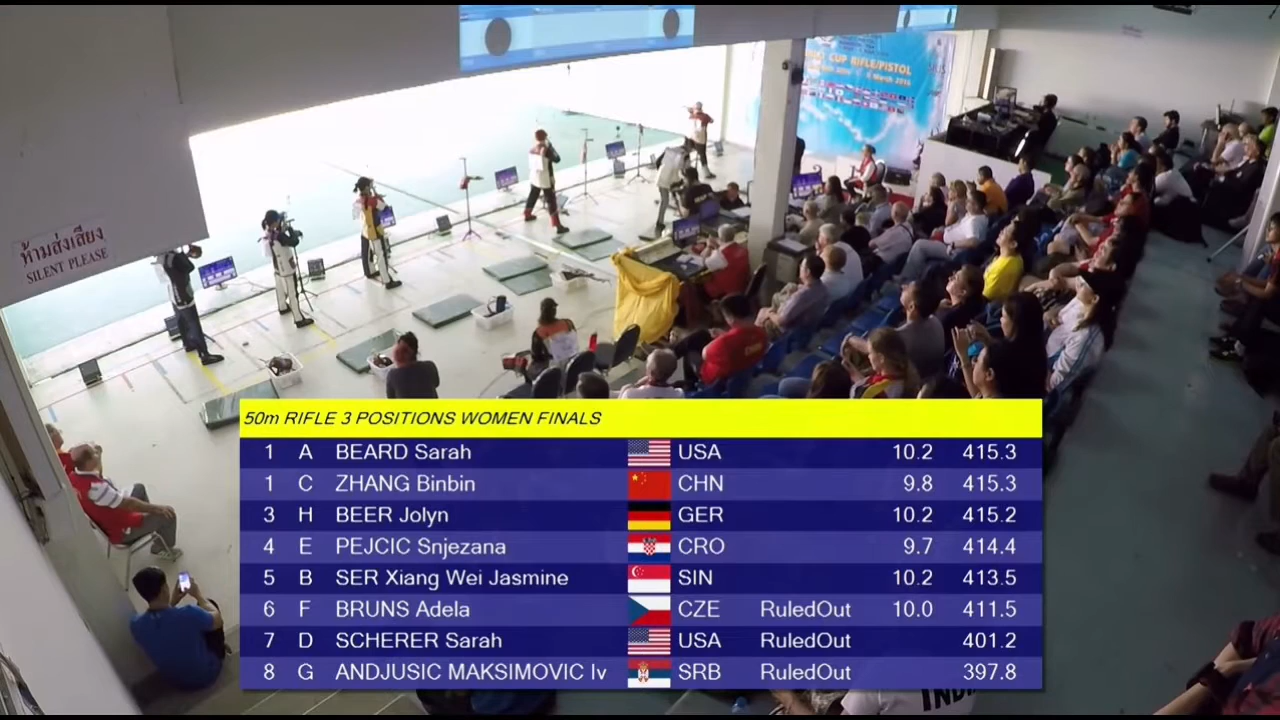 CUP RIFLE/PISTOL
ห้ามส่งเสียง
SILENT PLEASE
50m RIFLE 3 POSITIONS WOMEN FINALS
1 A BEARD Sarah USA 10.2 415.3
1 C ZHANG Binbin CHN 9.8 415.3
3 H BEER Jolyn GER 10.2 415.2
4 E PEJCIC Snjezana CRO 9.7 414.4
5 B SER Xiang Wei Jasmine SIN 10.2 413.5
6 F BRUNS Adela CZE RuledOut 10.0 411.5
7 D SCHERER Sarah USA RuledOut 401.2
8 G ANDJUSIC MAKSIMOVIC Iv SRB RuledOut 397.8